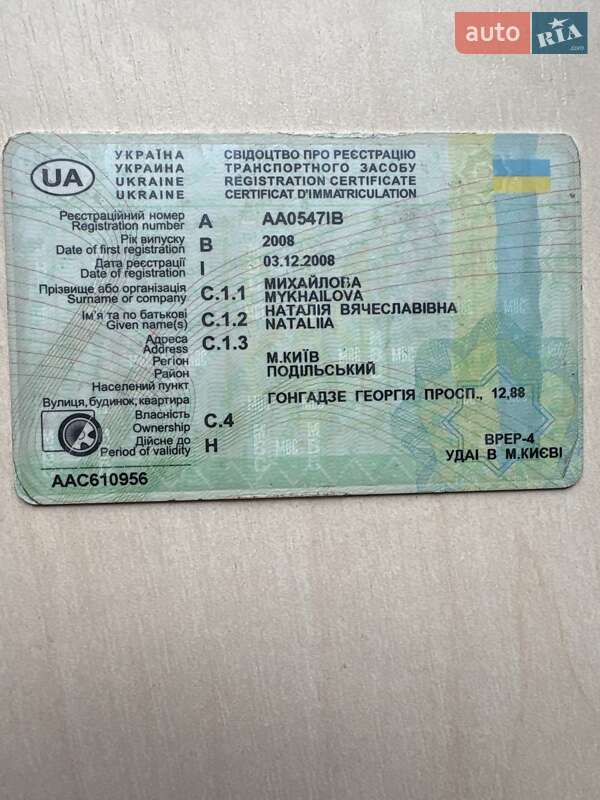 auto RIA.com
UA
УКРАЇНА СВІДОЦТВО ПРО РЕЄСТРАЦІЮ
УКРАИНА ТРАНСПОРТНОГО ЗАСОБУ
UKRAINE REGISTRATION CERTIFICATE
UKRAINE CERTIFICAT D'IMMATRICULATION
Реєстраційний номер
Registration number A AA0547IB
Рік випуску
Date of first registration B 2008
Дата реєстрації
Date of registration I 03.12.2008
Прізвище або організація МИХАЙЛОВА
Surname or company C.1.1 MYKHAILOVA
Ім'я та по батькові НАТАЛІЯ ВЯЧЕСЛАВІВНА
Given name(s) C.1.2 NATALIIA
Адреса
Address C.1.3
Регіон М.КИЇВ
Район ПОДІЛЬСЬКИЙ
Населений пункт
Вулиця, будинок, квартира ГОНГАДЗЕ ГЕОРГІЯ ПРОСП., 12,88
Власність
Ownership C.4
Дійсне до
Period of validity H
ВРЕР-4
УДАІ В М.КИЄВІ
AAC610956